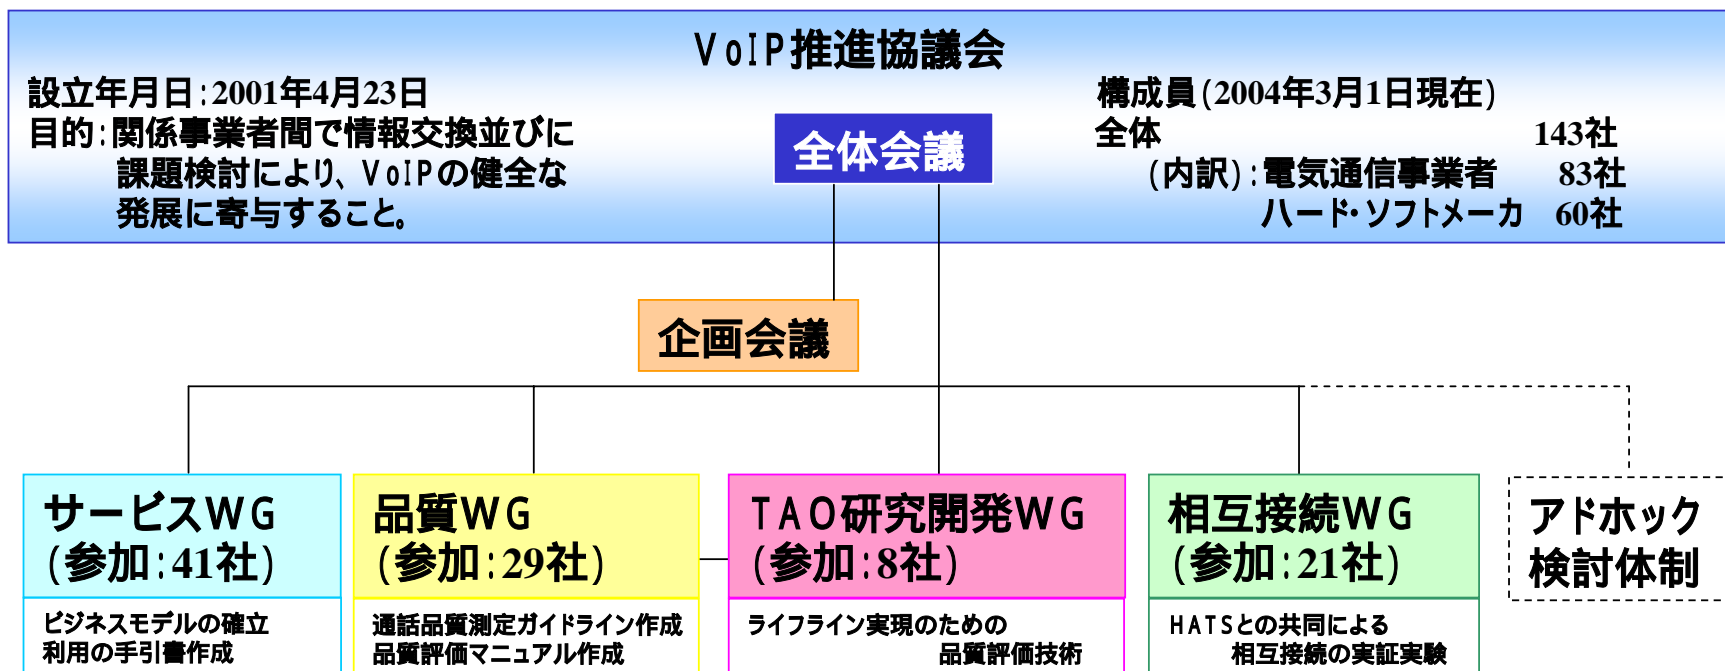 VoIP推進協議会
設立年月日:2001年4月23日
目的:関係事業者間で情報交換並びに
課題検討により、VoIPの健全な
発展に寄与すること。
構成員(2004年3月1日現在)
全体 143社
(内訳):電気通信事業者 83社
ハード・ソフトメーカ 60社
全体会議
企画会議
サービスWG
(参加:41社)
ビジネスモデルの確立
利用の手引書作成
品質WG
(参加:29社)
通話品質測定ガイドライン作成
品質評価マニュアル作成
TAO研究開発WG
(参加:8社)
ライフライン実現のための
品質評価技術
相互接続WG
(参加:21社)
HATSとの共同による
相互接続の実証実験
アドホック
検討体制